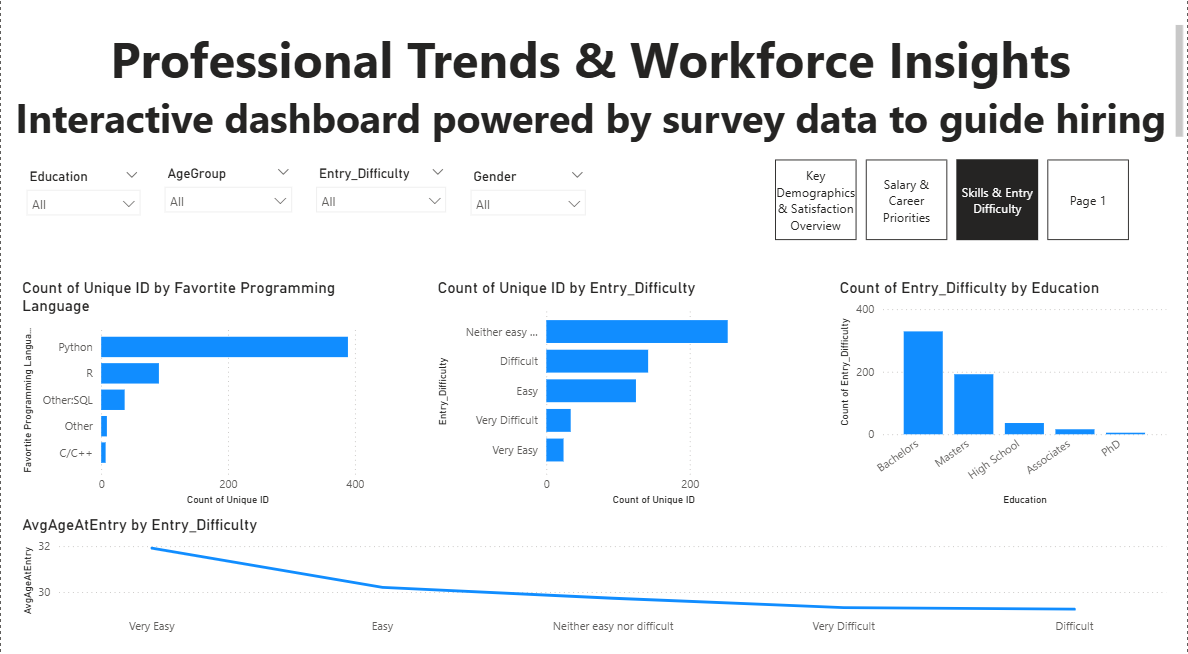 Professional Trends & Workforce Insights
Interactive dashboard powered by survey data to guide hiring
Education
All
AgeGroup
All
Entry_Difficulty
All
Gender
All
Key
Demographics
& Satisfaction
Overview
Salary &
Career
Priorities
Skills & Entry
Difficulty
Page 1
Count of Unique ID by Favortite Programming
Language
Favortite Programming Langua...
Python
R
Other:SQL
Other
C/C++
0
200
400
Count of Unique ID
Count of Unique ID by Entry_Difficulty
Entry_Difficulty
Neither easy ...
Difficult
Easy
Very Difficult
Very Easy
0
200
Count of Unique ID
Count of Entry_Difficulty by Education
Count of Entry_Difficulty
400
200
0
Bachelors
Masters
High School
Associates
PhD
Education
AvgAgeAtEntry by Entry_Difficulty
AvgAgeAtEntry
32
30
Very Easy
Easy
Neither easy nor difficult
Very Difficult
Difficult